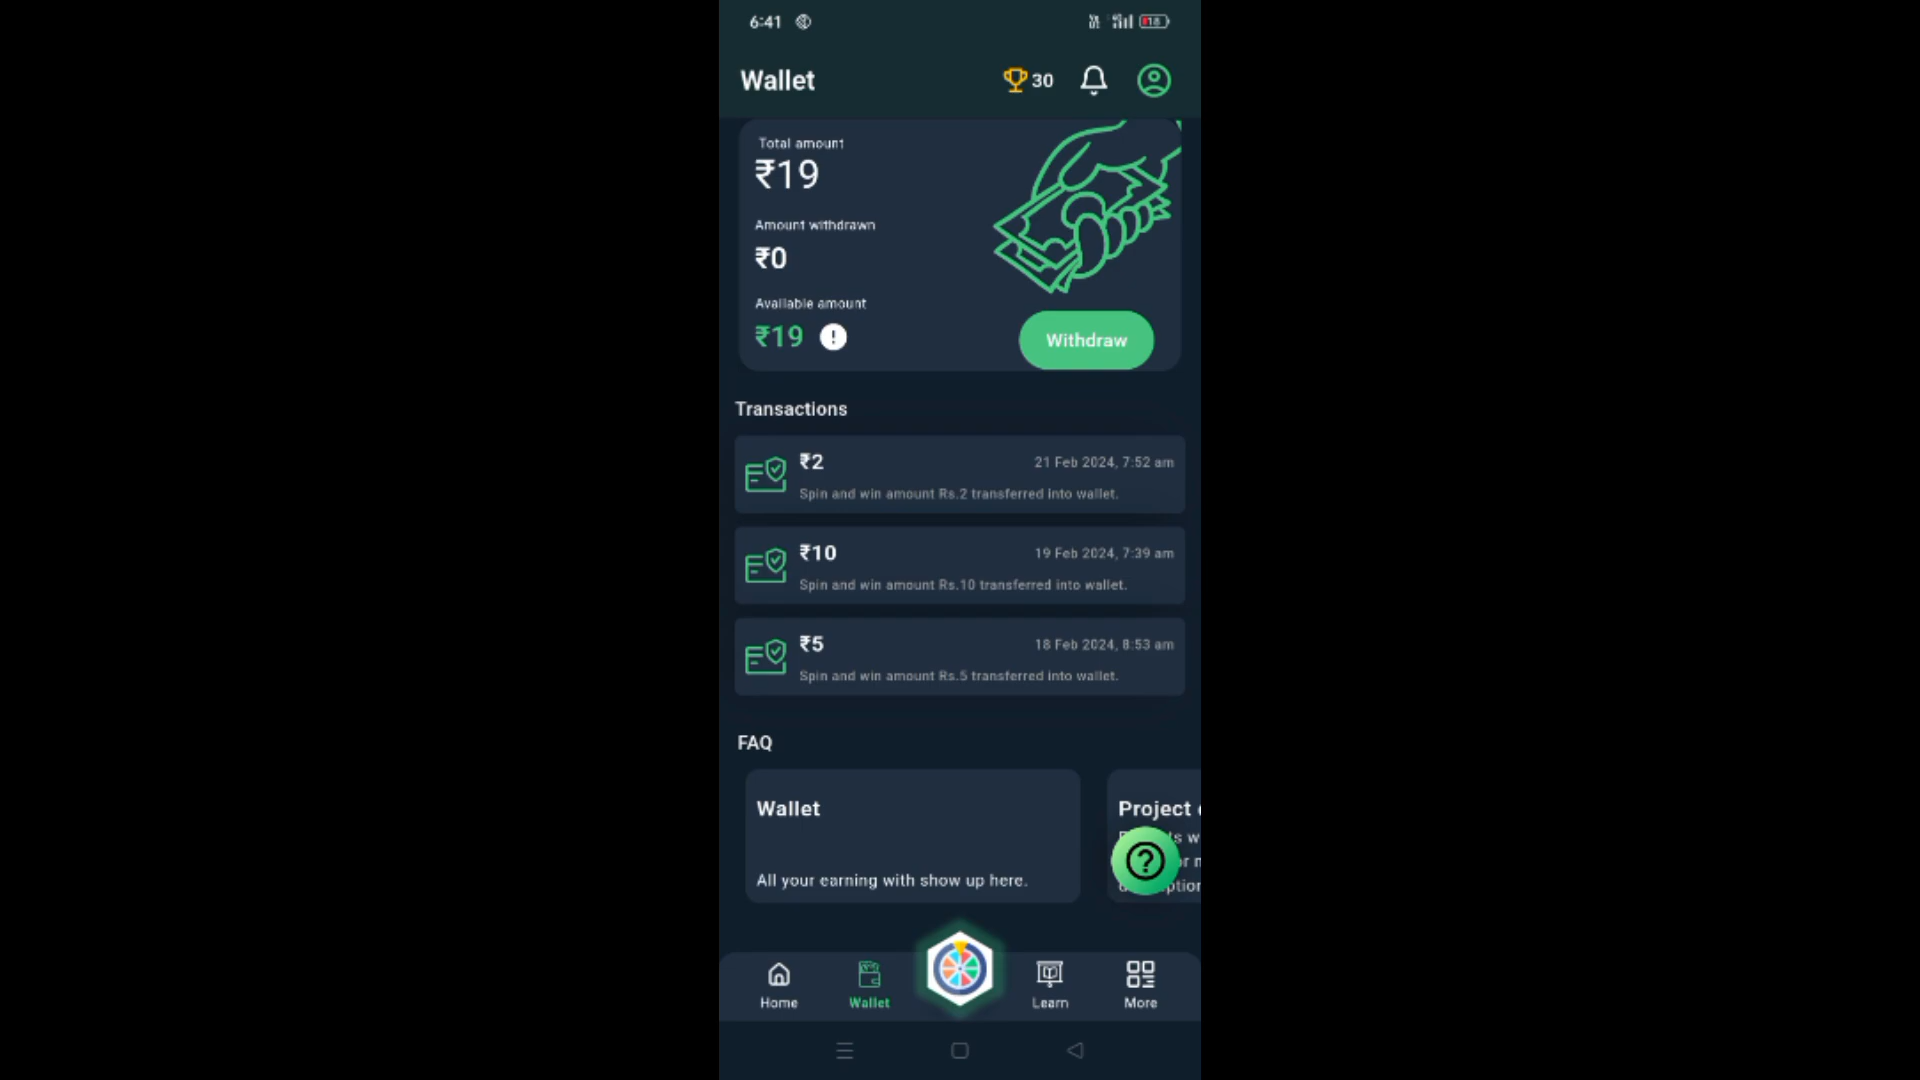 6:41
18
Wallet
30
Total amount
₹19
Amount withdrawn
₹0
Available amount
₹19
Withdraw
Transactions
₹2
21 Feb 2024, 7:52 am
Spin and win amount Rs.2 transferred into wallet.
₹10
19 Feb 2024, 7:39 am
Spin and win amount Rs.10 transferred into wallet.
₹5
18 Feb 2024, 8:53 am
Spin and win amount Rs.5 transferred into wallet.
FAQ
Wallet
All your earning with show up here.
Project
Home
Wallet
Learn
More